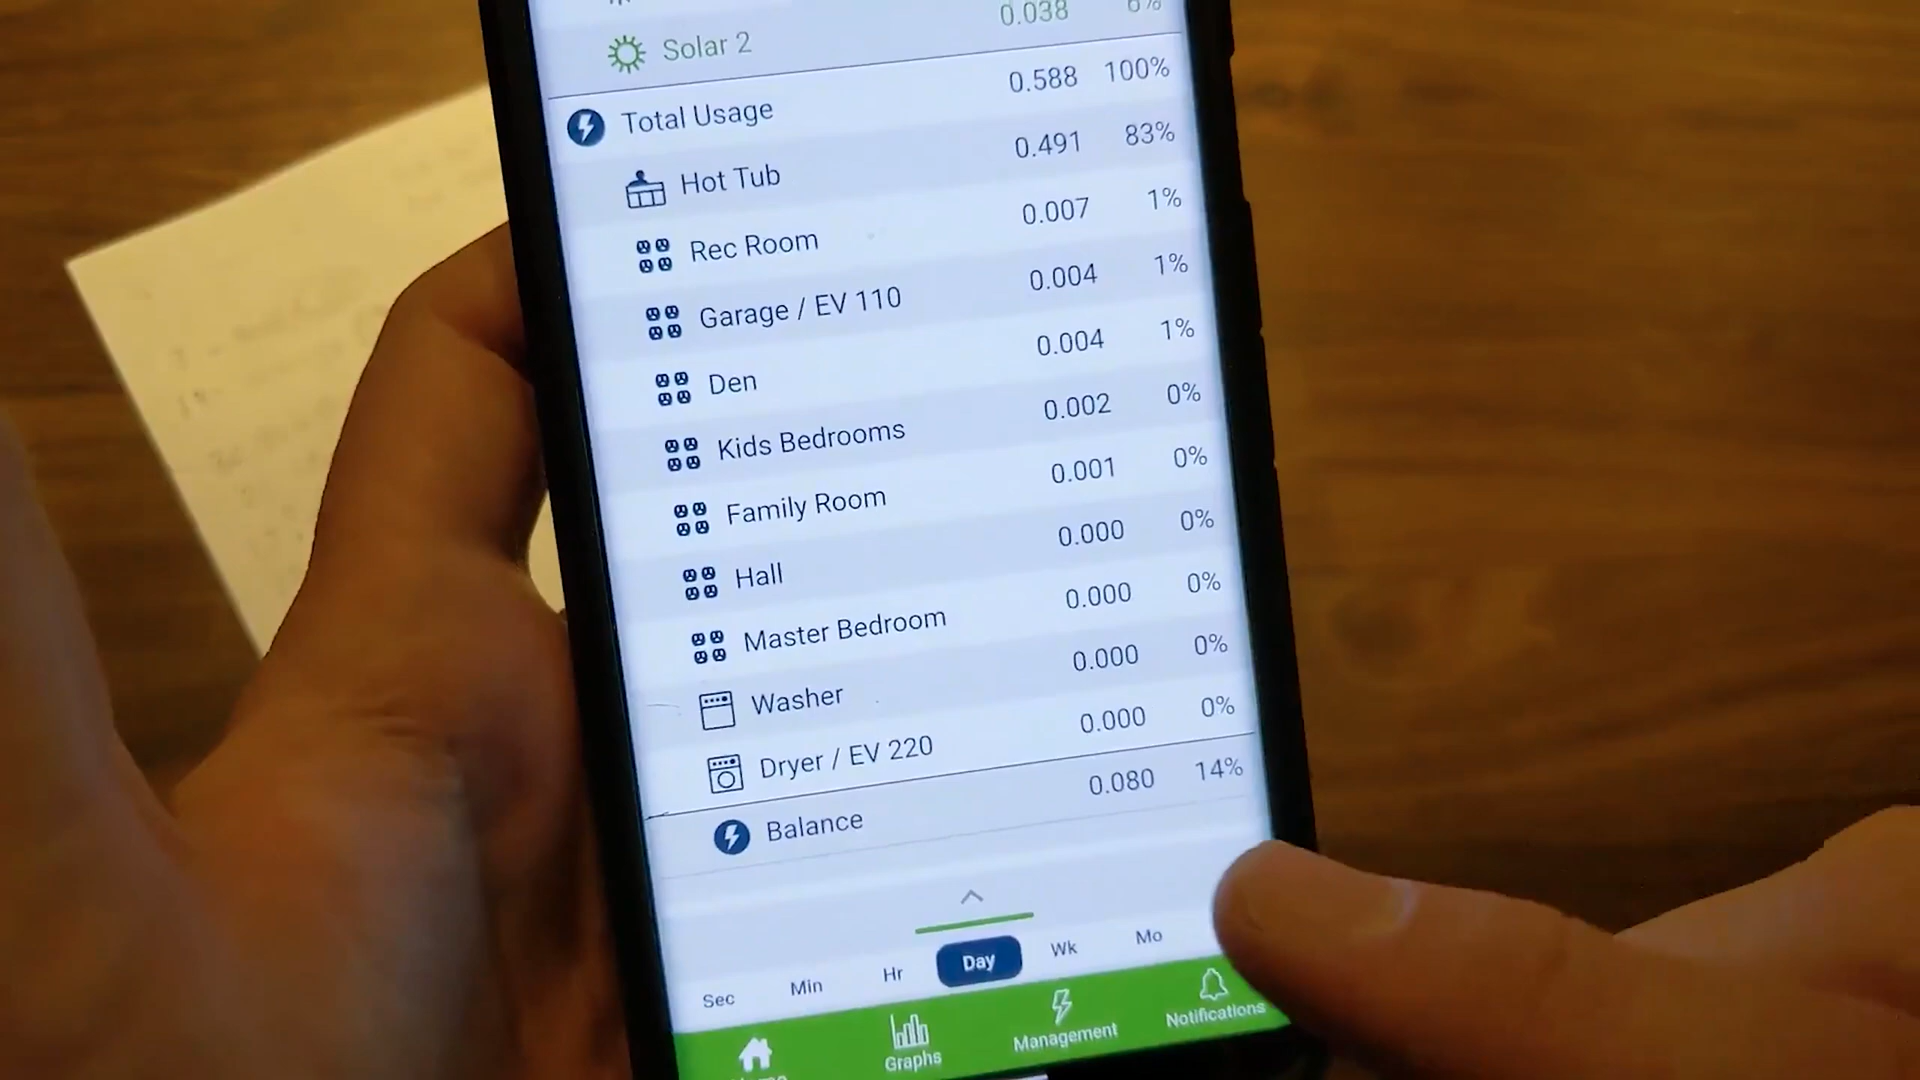 Solar 2 0.038 6%
Total Usage 0.588 100%
Hot Tub 0.491 83%
Rec Room 0.007 1%
Garage / EV 110 0.004 1%
Den 0.004 1%
Kids Bedrooms 0.002 0%
Family Room 0.001 0%
Hall 0.000 0%
Master Bedroom 0.000 0%
Washer 0.000 0%
Dryer / EV 220 0.000 0%
Balance 0.080 14%
Sec Min Hr Day Wk Mo
Graphs Management Notifications